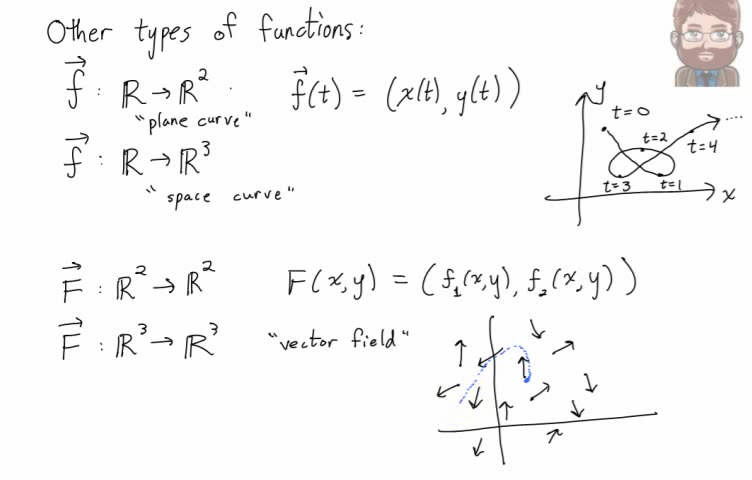 Other types of functions:
f⃗ : ℝ → ℝ² f⃗(t) = (x(t), y(t))
"plane curve"
f⃗ : ℝ → ℝ³
"space curve"
y
t=0
t=2
t=4
....
t=3
t=1
x
F⃗ : ℝ² → ℝ² F(x,y) = (f₁(x,y), f₂(x,y))
F⃗ : ℝ³ → ℝ³ "vector field"